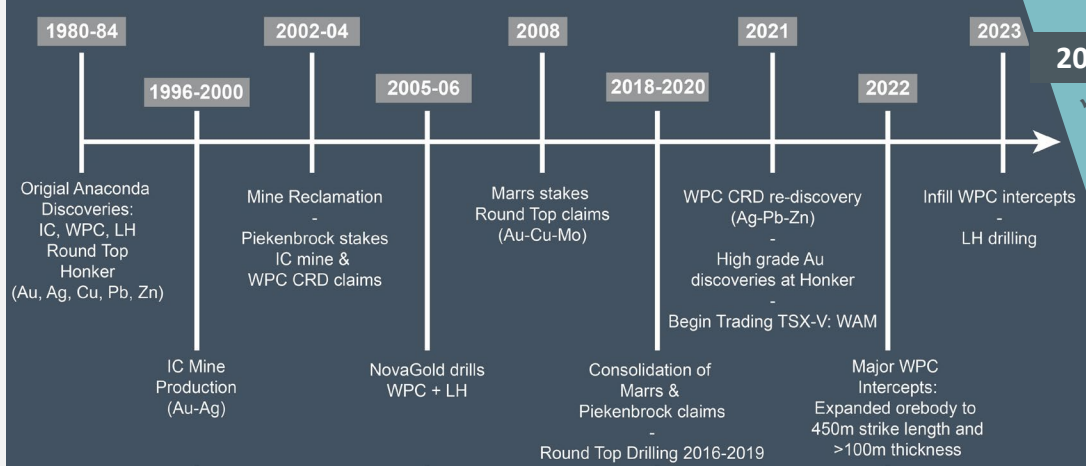 1980-84
Origial Anaconda
Discoveries:
IC, WPC, LH
Round Top
Honker
(Au, Ag, Cu, Pb, Zn)
1996-2000
IC Mine
Production
(Au-Ag)
2002-04
Mine Reclamation
-
Piekenbrock stakes
IC mine &
WPC CRD claims
2005-06
NovaGold drills
WPC + LH
2008
Marrs stakes
Round Top claims
(Au-Cu-Mo)
2018-2020
Consolidation of
Marrs &
Piekenbrock claims
-
Round Top Drilling 2016-2019
2021
WPC CRD re-discovery
(Ag-Pb-Zn)
-
High grade Au
discoveries at Honker
-
Begin Trading TSX-V: WAM
2022
Major WPC
Intercepts:
Expanded orebody to
450m strike length and
>100m thickness
2023
Infill WPC intercepts
-
LH drilling
20